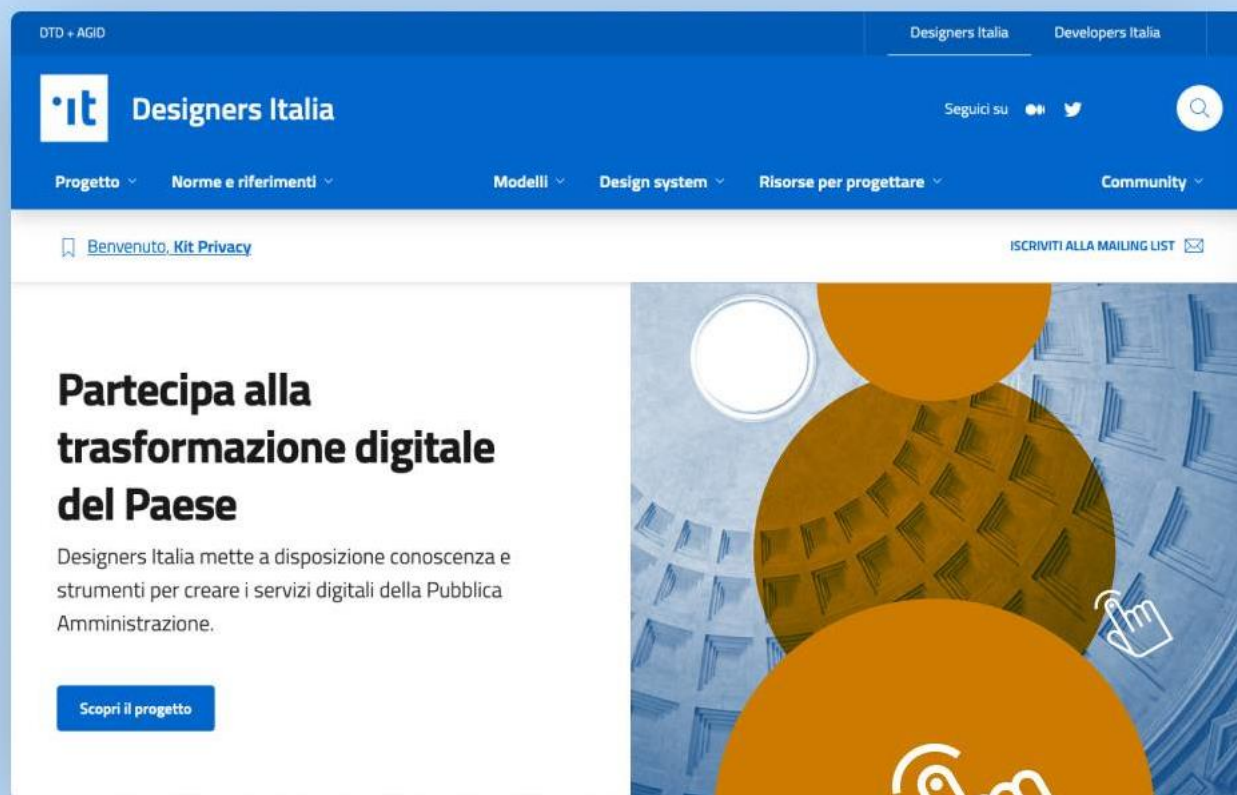 DTD + AGID
Designers Italia
Developers Italia
·it
Designers Italia
Seguici su
Progetto
Norme e riferimenti
Modelli
Design system
Risorse per progettare
Community
Benvenuto, Kit Privacy
ISCRIVITI ALLA MAILING LIST
Partecipa alla
trasformazione digitale
del Paese
Designers Italia mette a disposizione conoscenza e
strumenti per creare i servizi digitali della Pubblica
Amministrazione.
Scopri il progetto